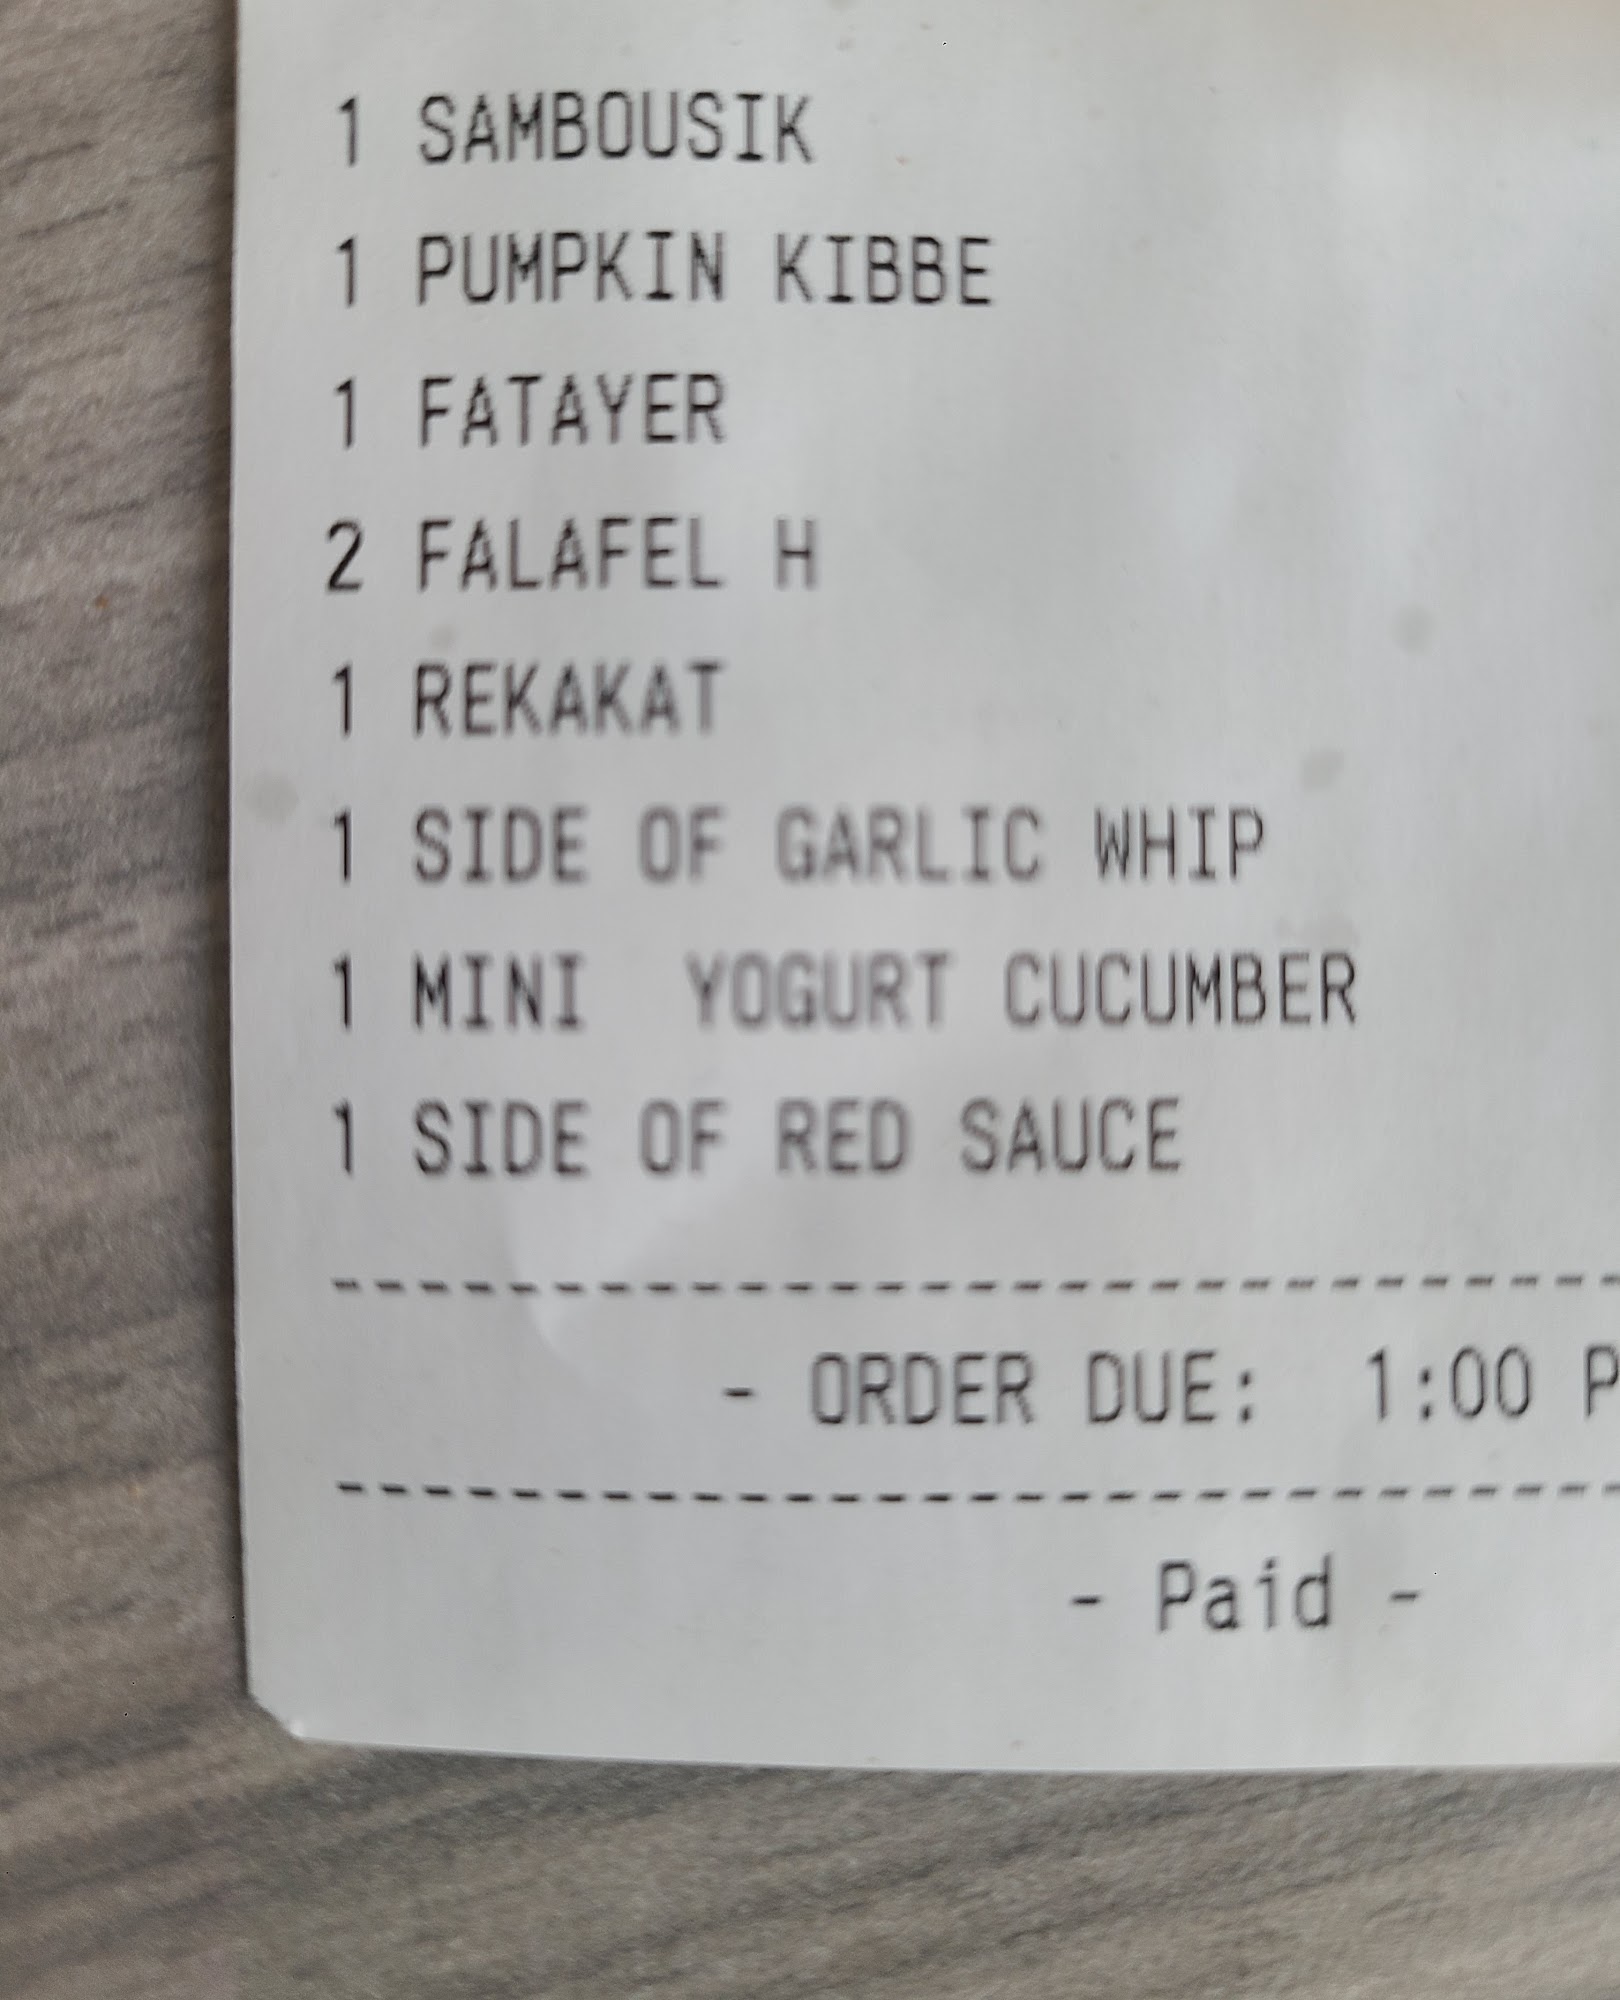 1 SAMBOUSIK
1 PUMPKIN KIBBE
1 FATAYER
2 FALAFEL H
1 REKAKAT
1 SIDE OF GARLIC WHIP
1 MINI  YOGURT CUCUMBER
1 SIDE OF RED SAUCE
----------------------------------
- ORDER DUE:  1:00 P
----------------------------------
- Paid -